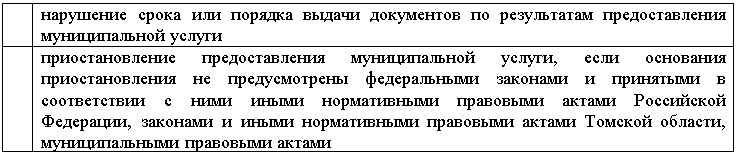 нарушение срока или порядка выдачи документов по результатам предоставления
муниципальной услуги
приостановление предоставления муниципальной услуги, если основания
приостановления не предусмотрены федеральными законами и принятыми в
соответствии с ними иными нормативными правовыми актами Российской
Федерации, законами и иными нормативными правовыми актами Томской области,
муниципальными правовыми актами